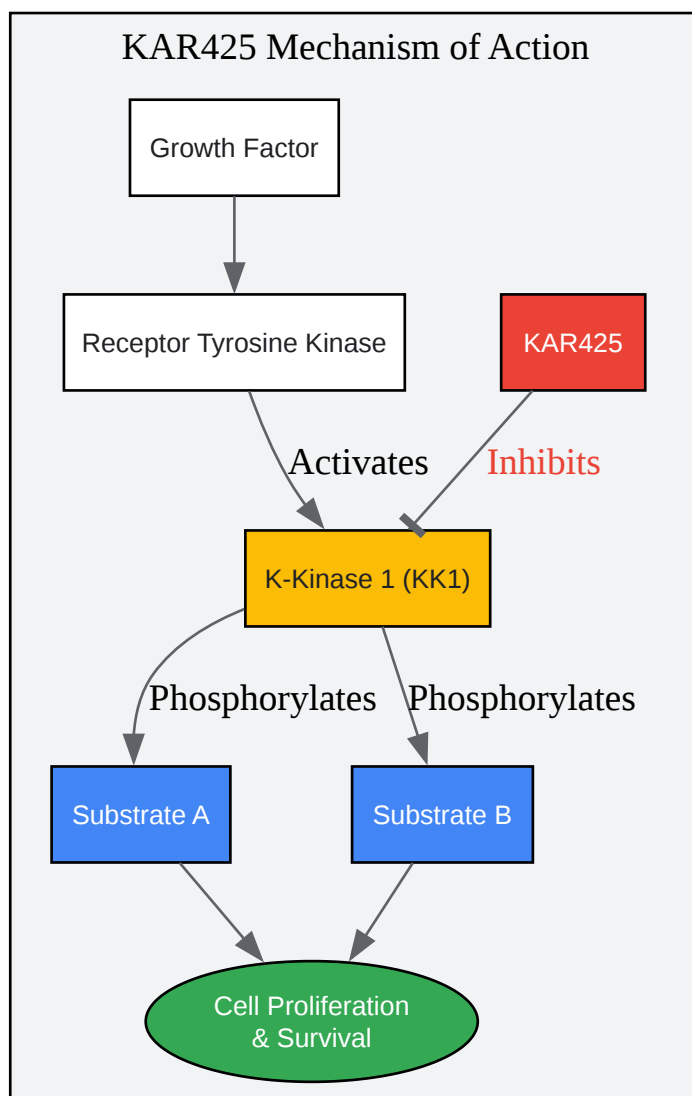 KAR425 Mechanism of Action
Growth Factor
Receptor Tyrosine Kinase
KAR425
Activates
Inhibits
K-Kinase 1 (KK1)
Phosphorylates
Phosphorylates
Substrate A
Substrate B
Cell Proliferation
& Survival